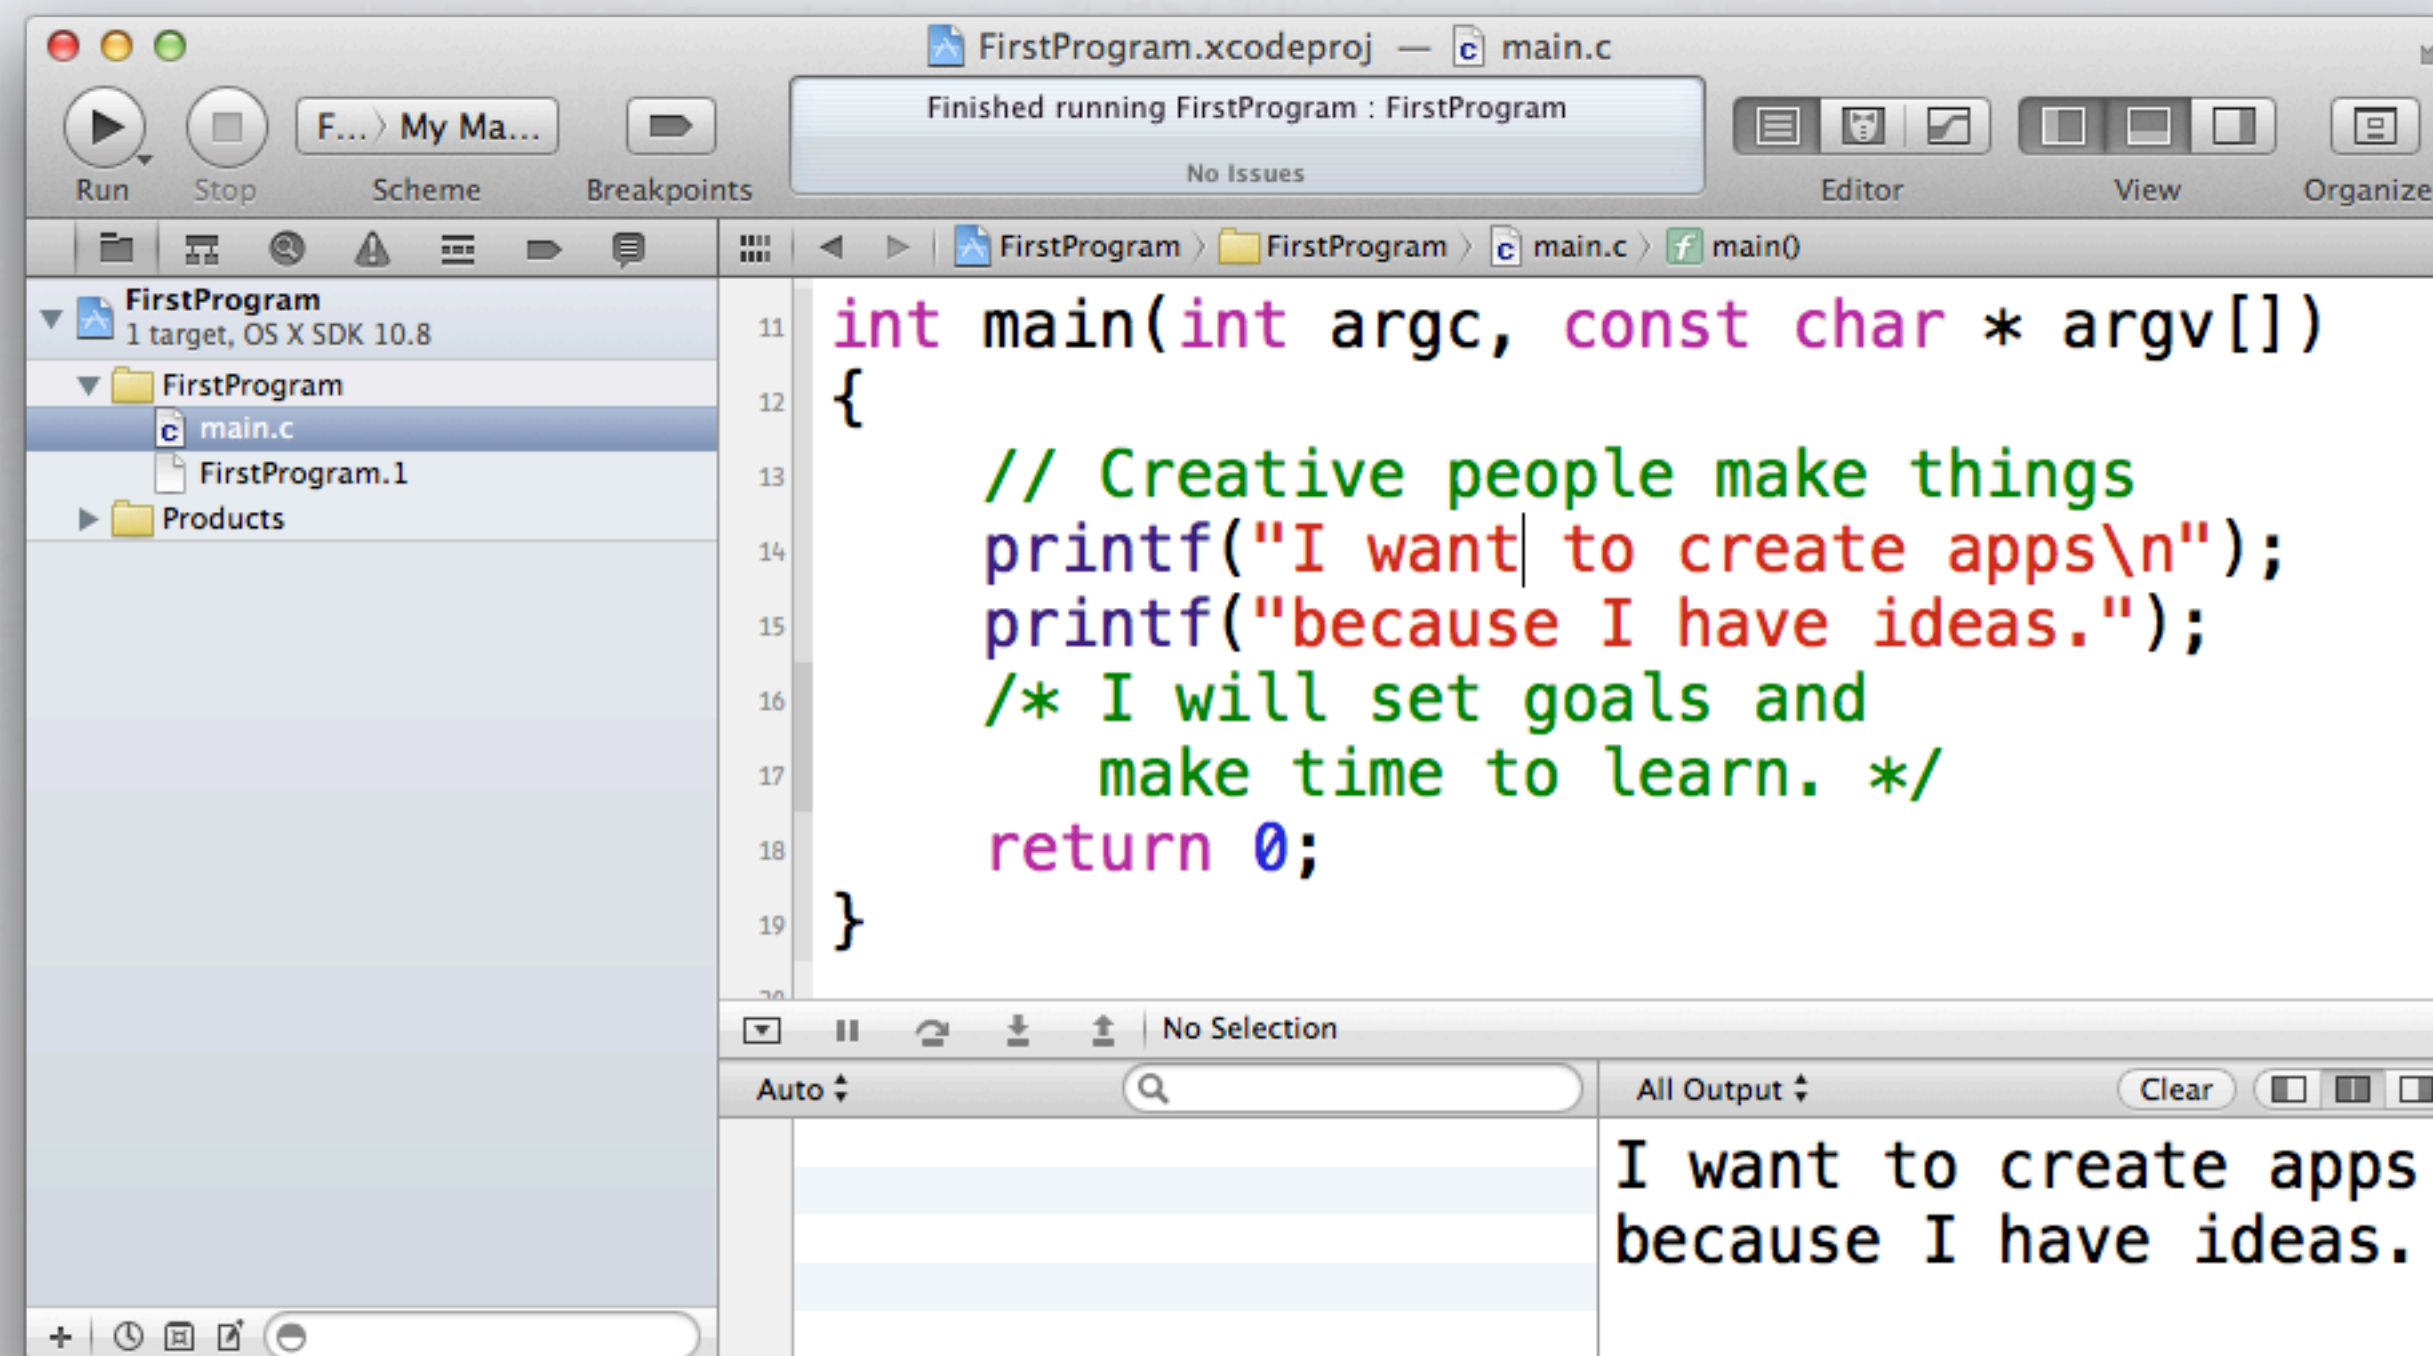 FirstProgram.xcodeproj — main.c
F... 〉 My Ma...
Finished running FirstProgram : FirstProgram
No Issues
Run Stop Scheme Breakpoints Editor View
FirstProgram 〉 FirstProgram 〉 main.c 〉 main()
FirstProgram
1 target, OS X SDK 10.8
FirstProgram
main.c
FirstProgram.1
Products
11 int main(int argc, const char * argv[])
12 {
13 // Creative people make things
14 printf("I want to create apps\n");
15 printf("because I have ideas.");
16 /* I will set goals and
17 make time to learn. */
18 return 0;
19 }
No Selection
Auto All Output Clear
I want to create apps
because I have ideas.